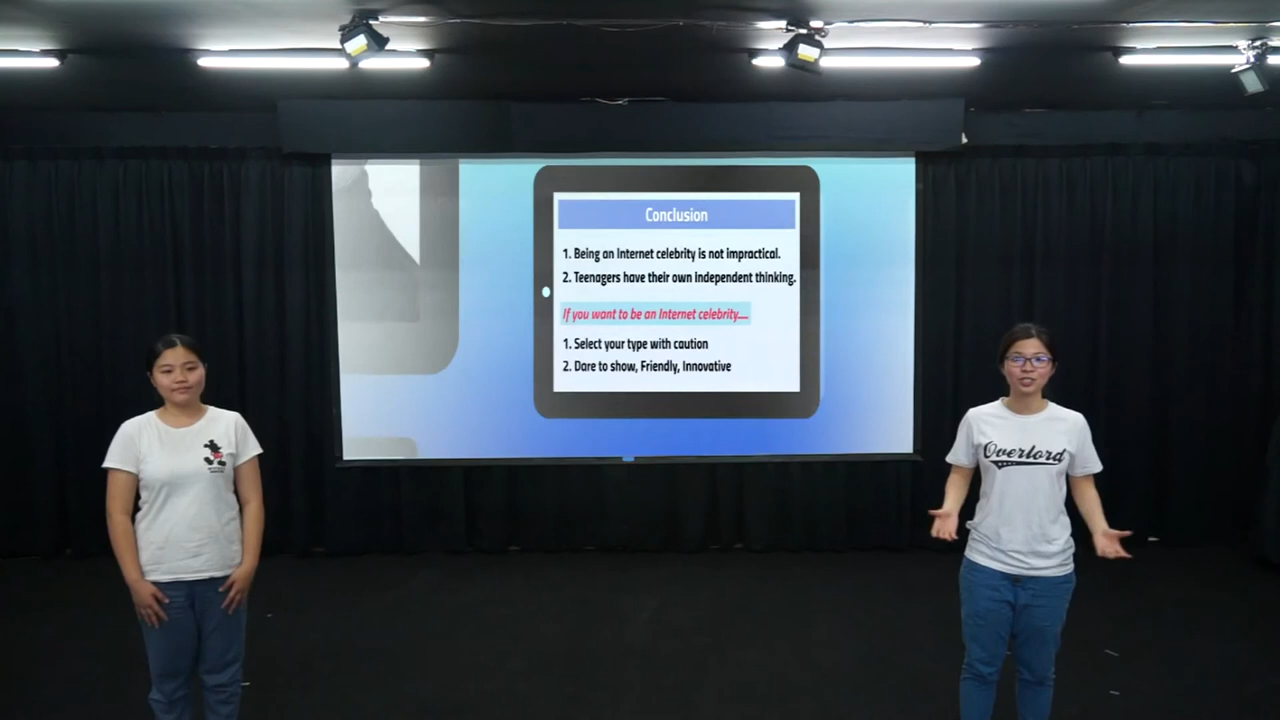 Conclusion
1. Being an Internet celebrity is not impractical.
2. Teenagers have their own independent thinking.
If you want to be an Internet celebrity....
1. Select your type with caution
2. Dare to show, Friendly, Innovative
Overlord